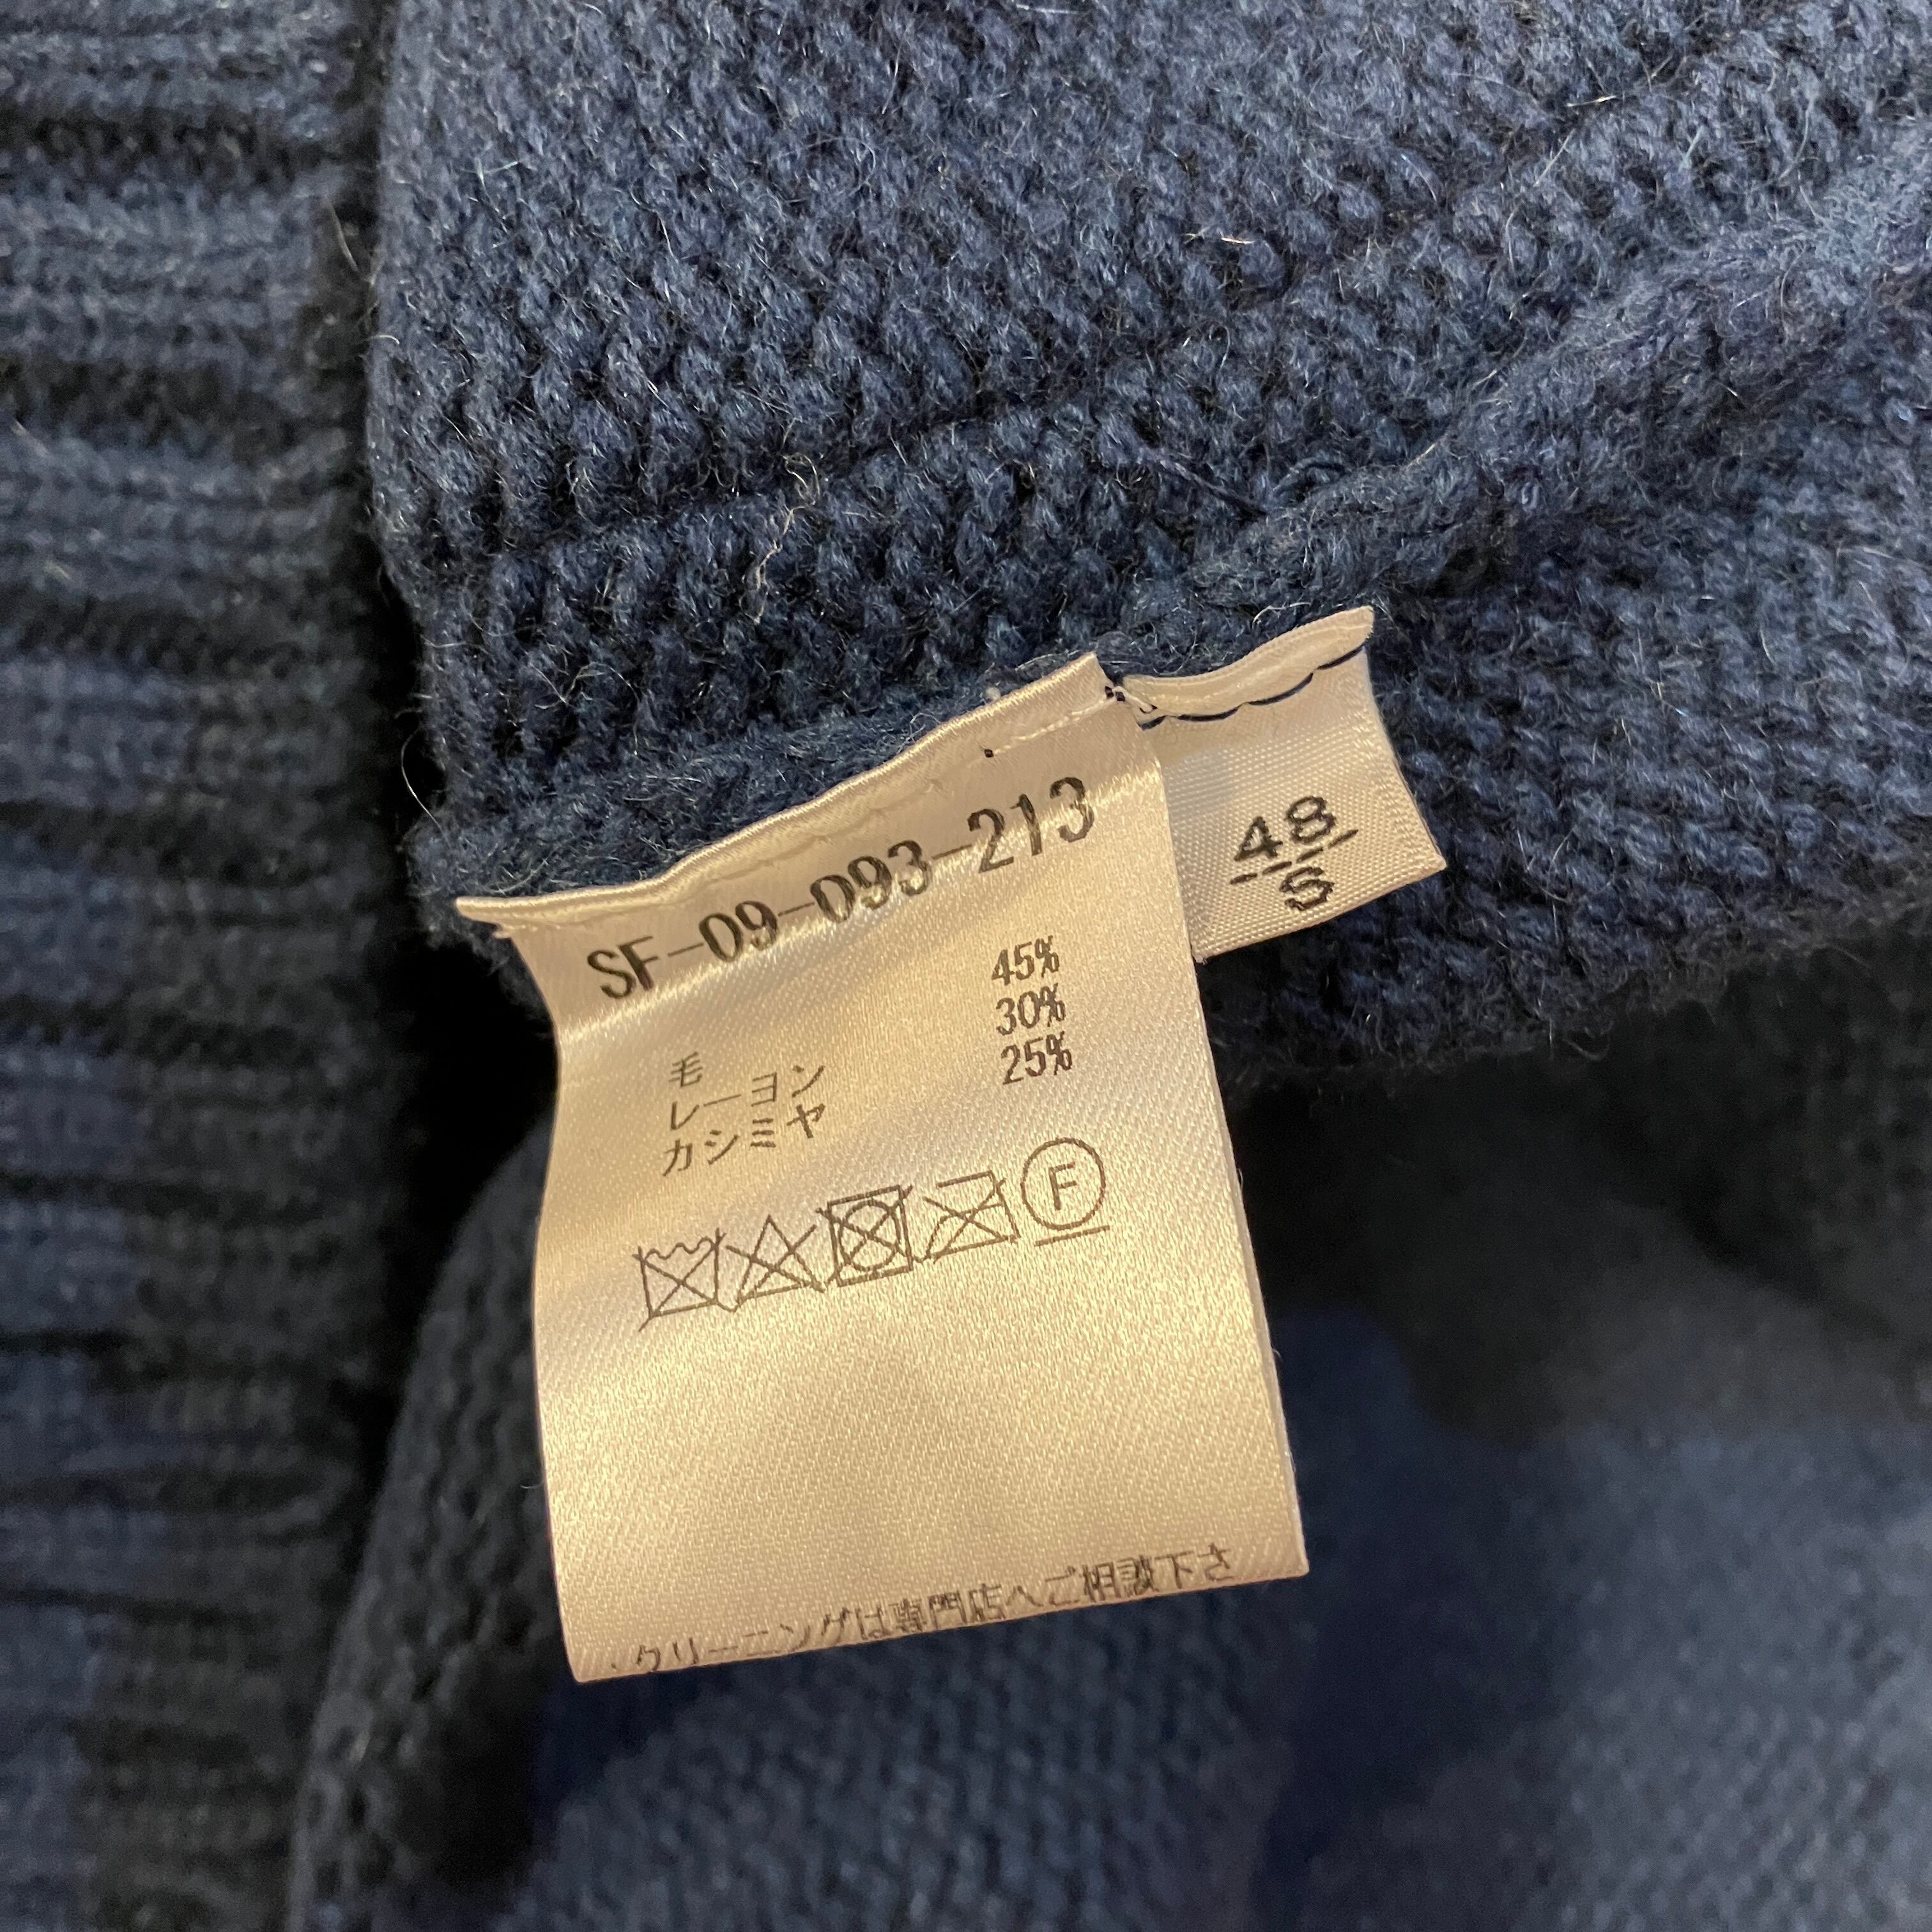 SF-09-093-213
48
S
毛 45%
レーヨン 30%
カシミヤ 25%
F
・クリーニングは専門店へご相談下さ